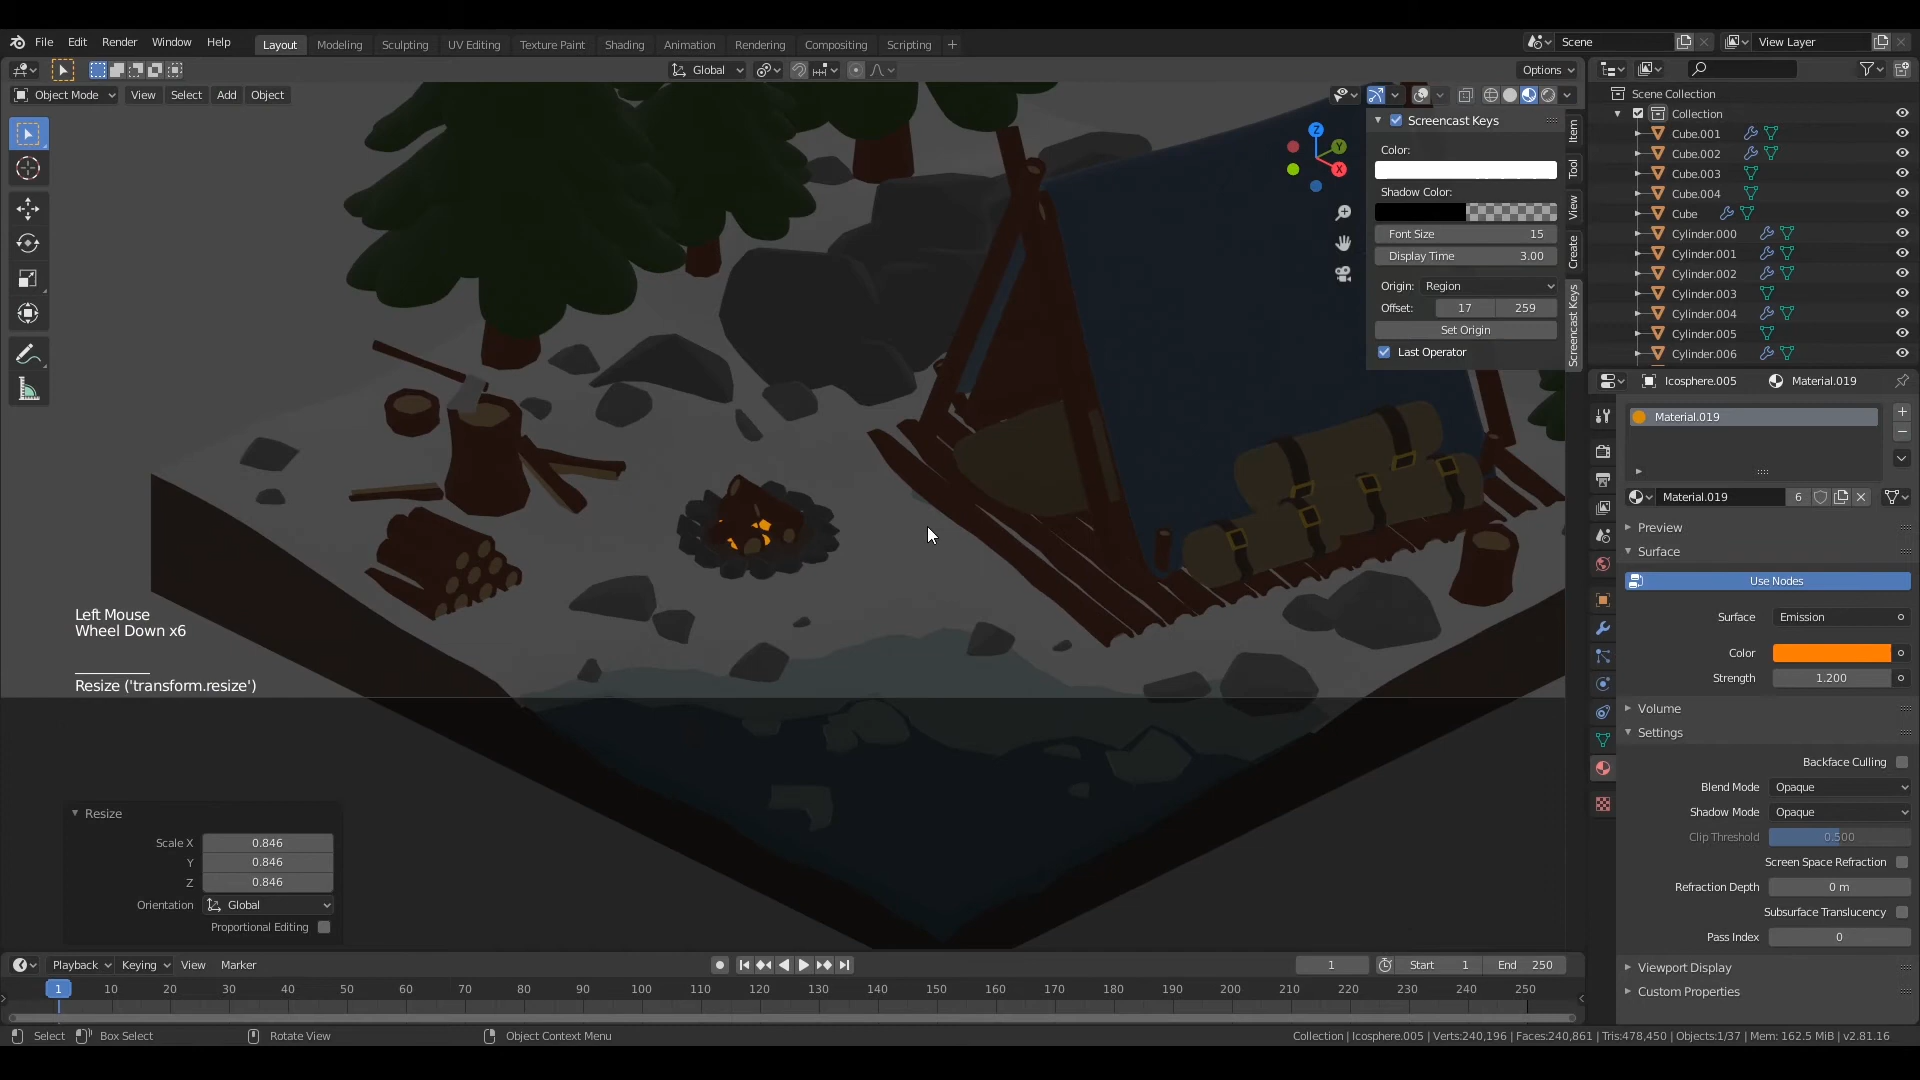 File Edit Render Window Help Layout Modeling Sculpting UV Editing Texture Paint Shading Animation Rendering Compositing Scripting + Scene View Layer
Global Options
Object Mode View Select Add Object
Screencast Keys
Color:
Shadow Color:
Font Size 15
Display Time 3.00
Origin: Region
Offset: 17 259
Set Origin
Last Operator
Item
Tool
View
Create
Screencast Keys
Z
Y
X
Scene Collection
Collection
Cube.001
Cube.002
Cube.003
Cube.004
Cube
Cylinder.000
Cylinder.001
Cylinder.002
Cylinder.003
Cylinder.004
Cylinder.005
Cylinder.006
Icosphere.005 Material.019
Material.019
Material.019 6
Preview
Surface
Use Nodes
Surface Emission
Color
Strength 1.200
Volume
Settings
Backface Culling
Blend Mode Opaque
Shadow Mode Opaque
Clip Threshold 0.500
Screen Space Refraction
Refraction Depth 0 m
Subsurface Translucency
Pass Index 0
Viewport Display
Custom Properties
Left Mouse
Wheel Down x6
Resize ('transform.resize')
Resize
Scale X 0.846
Y 0.846
Z 0.846
Orientation Global
Proportional Editing
Playback Keying View Marker 1 Start 1 End 250
1 10 20 30 40 50 60 70 80 90 100 110 120 130 140 150 160 170 180 190 200 210 220 230 240 250
Select Box Select Rotate View Object Context Menu Collection | Icosphere.005 | Verts:240,196 | Faces:240,861 | Tris:478,450 | Objects:1/37 | Mem: 162.5 MiB | v2.81.16